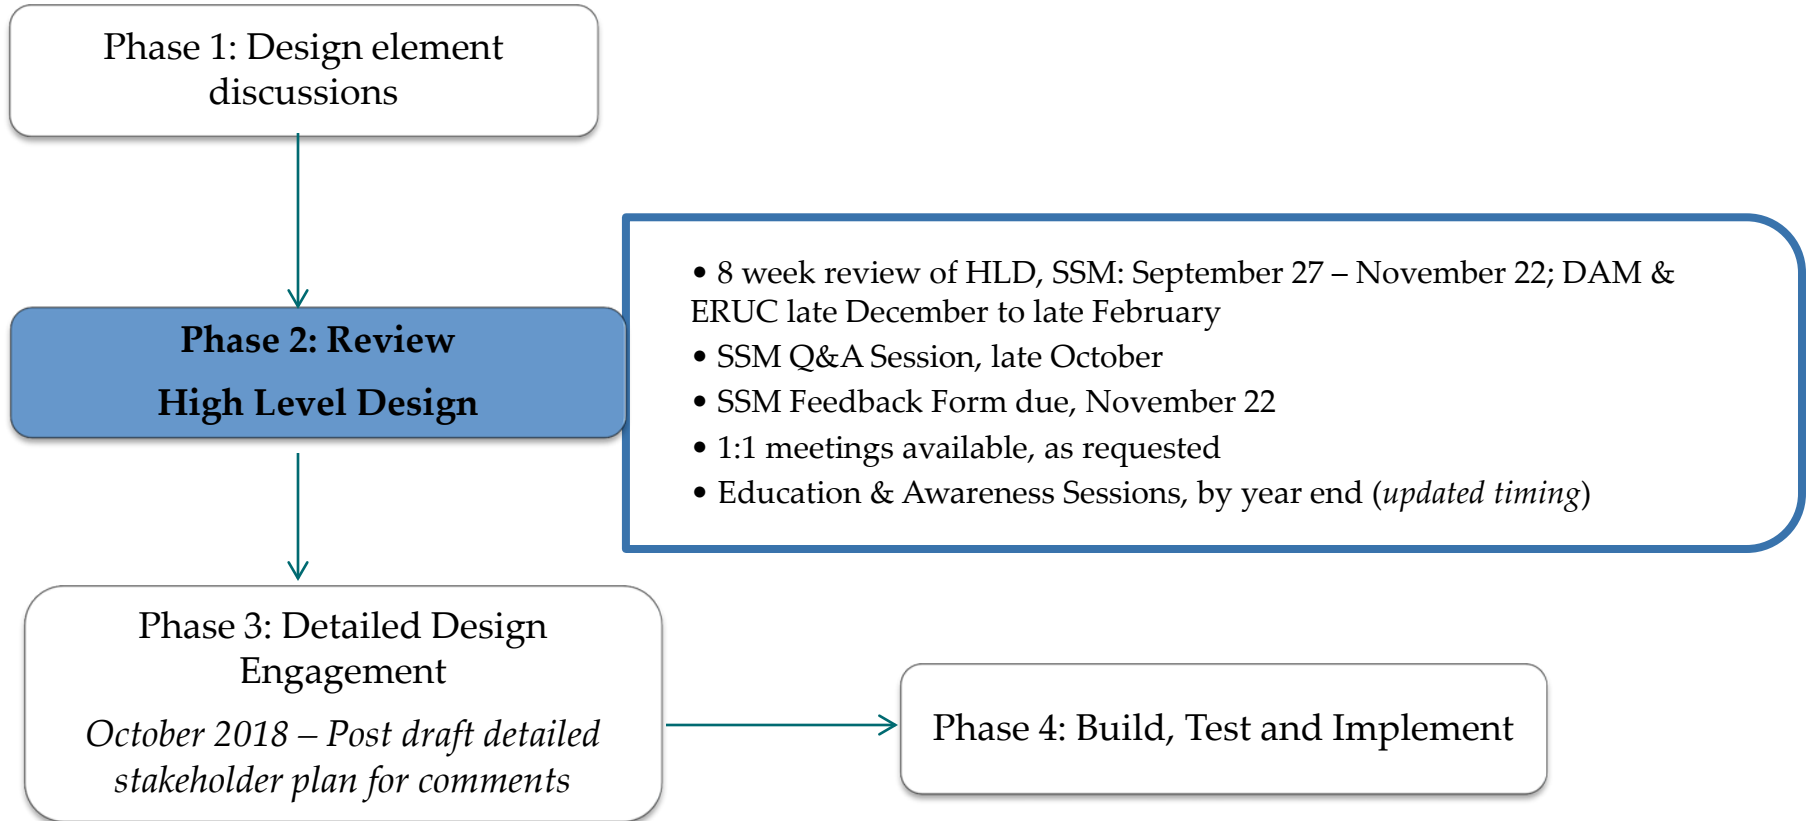 Phase 1: Design element
discussions
Phase 2: Review
High Level Design
• 8 week review of HLD, SSM: September 27 – November 22; DAM &
ERUC late December to late February
• SSM Q&A Session, late October
• SSM Feedback Form due, November 22
• 1:1 meetings available, as requested
• Education & Awareness Sessions, by year end (updated timing)
Phase 3: Detailed Design
Engagement
October 2018 – Post draft detailed
stakeholder plan for comments
Phase 4: Build, Test and Implement